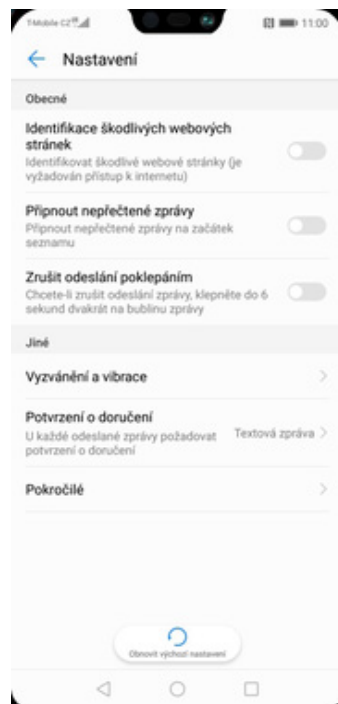 T-Mobile CZ
11:00
Nastavení
Obecné
Identifikace škodlivých webových
stránek
Identifikovat škodlivé webové stránky (je
vyžadován přístup k internetu)
Připnout nepřečtené zprávy
Připnout nepřečtené zprávy na začátek
seznamu
Zrušit odeslání poklepáním
Chcete-li zrušit odeslání zprávy, klepněte do 6
sekund dvakrát na bublinu zprávy
Jiné
Vyzvánění a vibrace
Potvrzení o doručení
U každé odeslané zprávy požadovat
potvrzení o doručení
Textová zpráva
Pokročilé
Obnovit výchozí nastavení